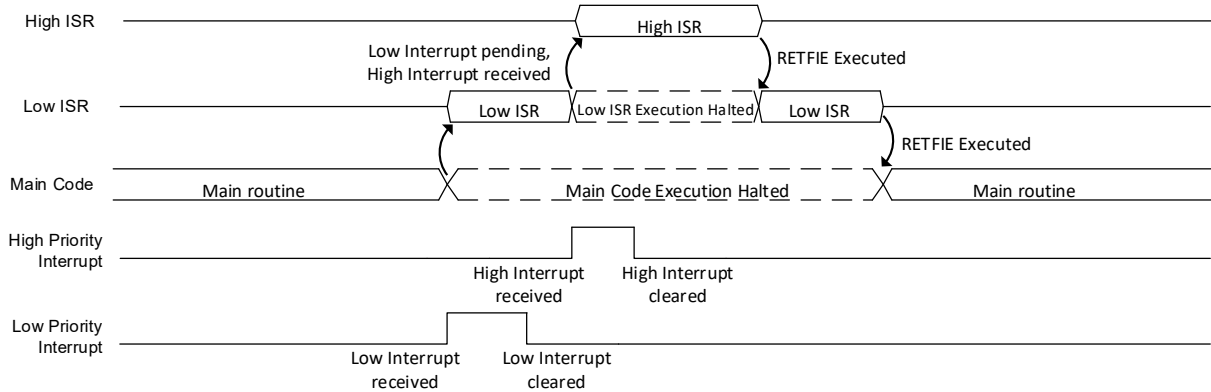 High ISR
High ISR
Low Interrupt pending,
High Interrupt received
RETFIE Executed
Low ISR
Low ISR
Low ISR Execution Halted
Low ISR
RETFIE Executed
Main Code
Main routine
Main Code Execution Halted
Main routine
High Priority
Interrupt
High Interrupt
received
High Interrupt
cleared
Low Priority
Interrupt
Low Interrupt
received
Low Interrupt
cleared